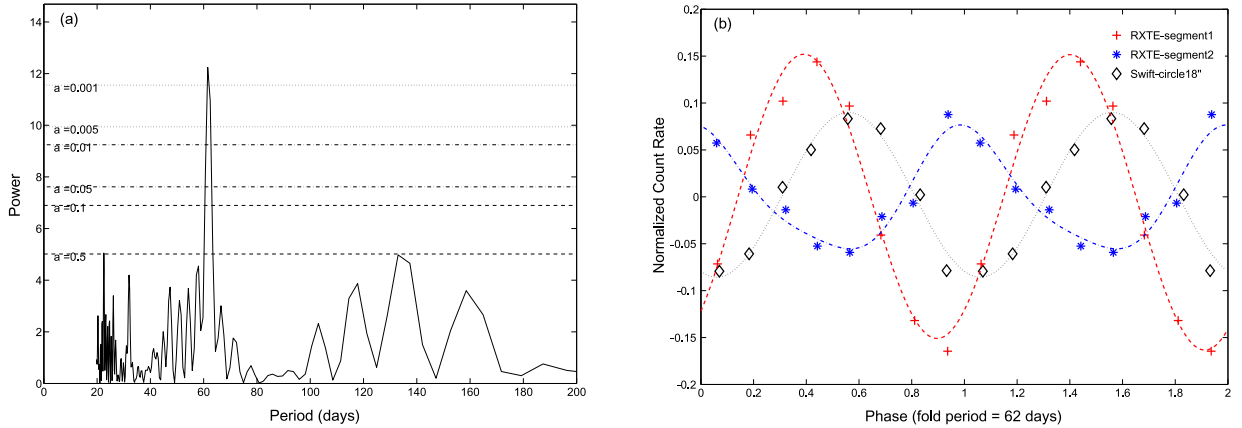 (a)
14
12
10
8
6
4
2
0
a =0.001
a =0.005
a =0.01
a =0.05
a =0.1
a =0.5
Power
0 20 40 60 80 100 120 140 160 180 200
Period (days)
(b)
0.2
0.15
0.1
0.05
0
-0.05
-0.1
-0.15
-0.2
RXTE-segment1
RXTE-segment2
Swift-circle18"
Normalized Count Rate
0 0.2 0.4 0.6 0.8 1 1.2 1.4 1.6 1.8 2
Phase (fold period = 62 days)